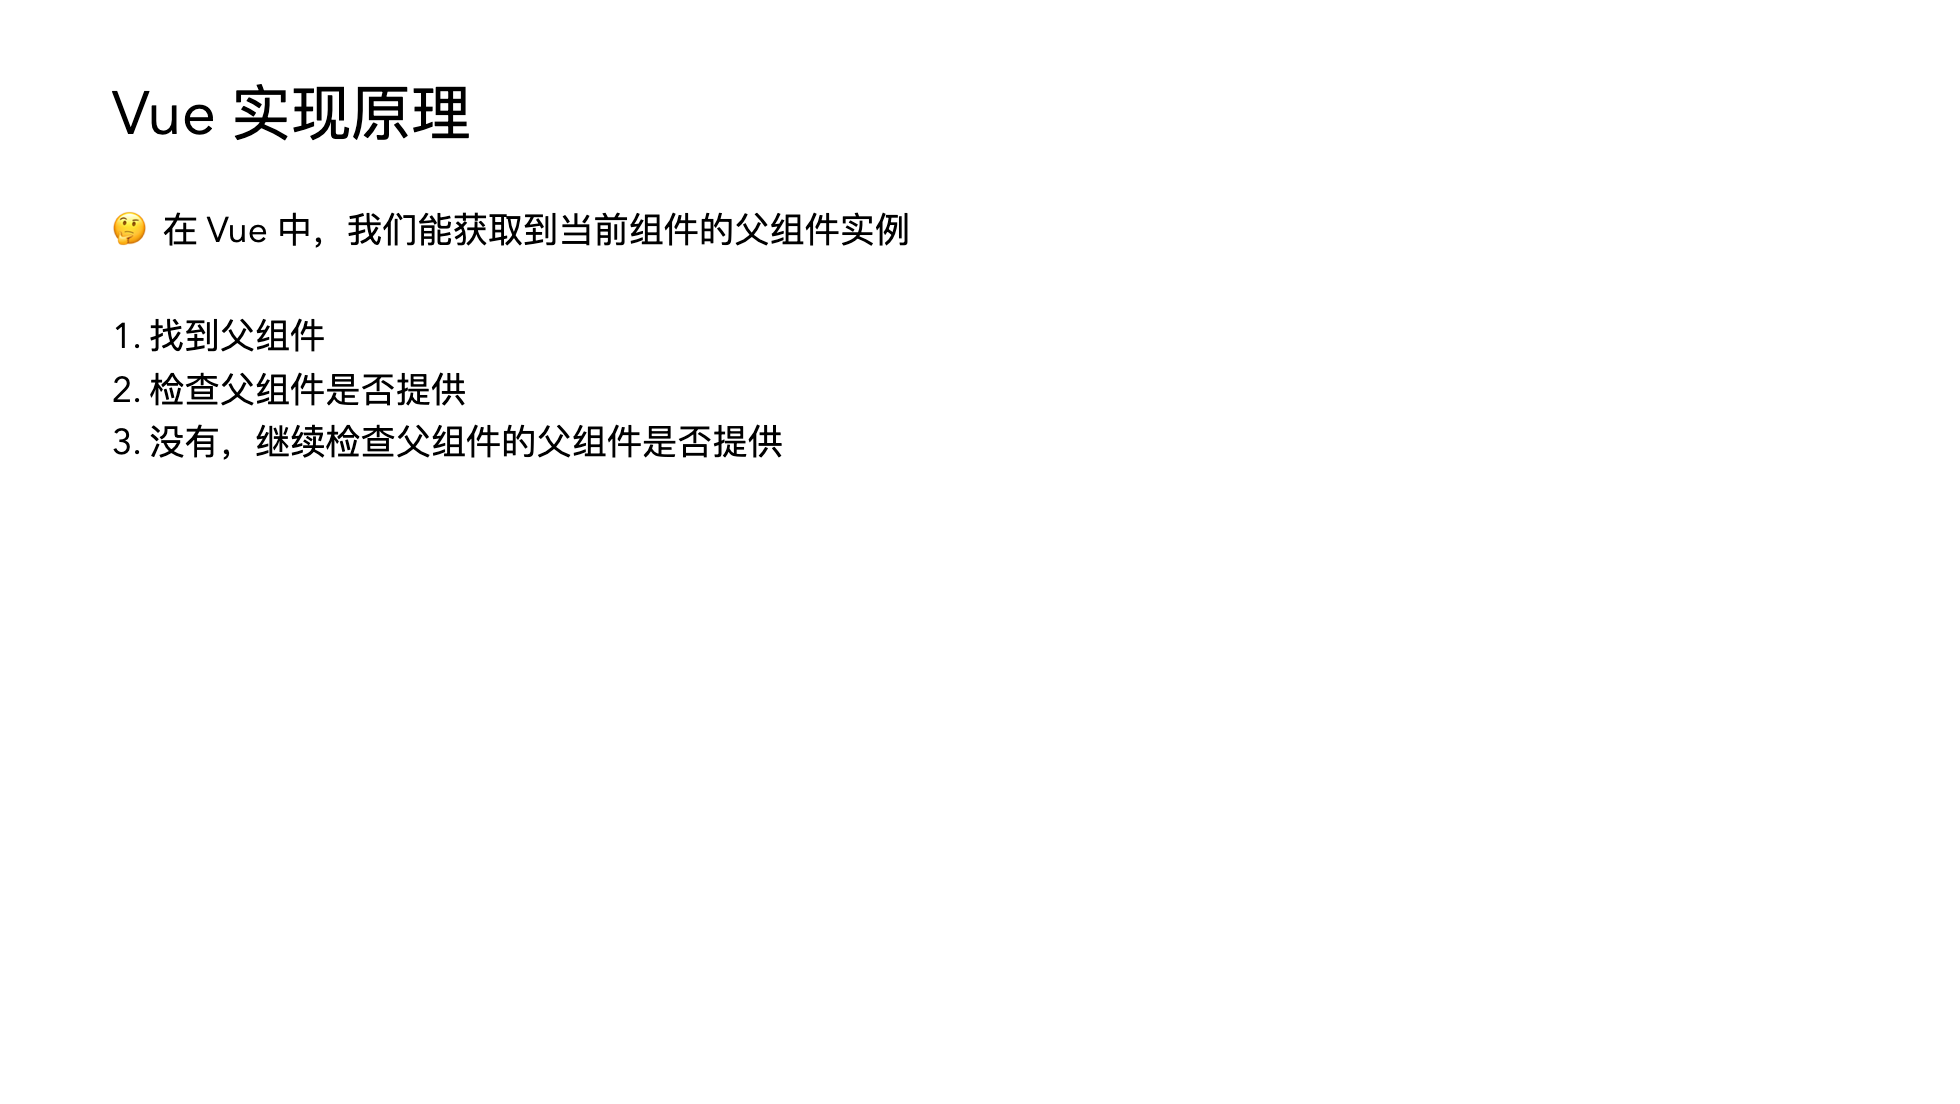 Vue 实现原理
🤔 在 Vue 中，我们能获取到当前组件的父组件实例
1. 找到父组件
2. 检查父组件是否提供
3. 没有，继续检查父组件的父组件是否提供